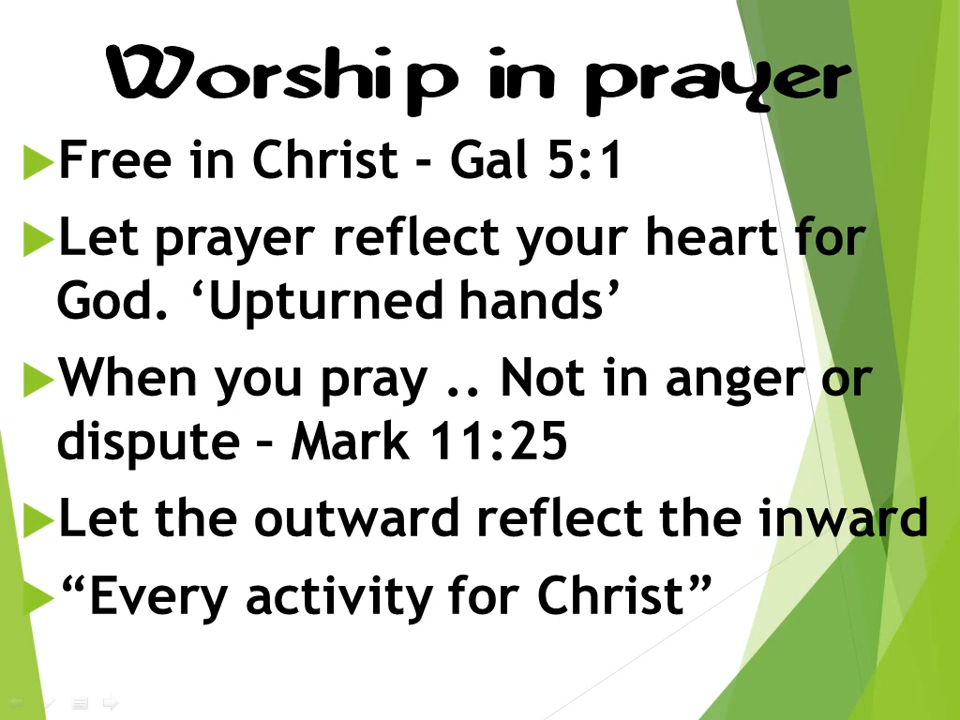 Worship in prayer
Free in Christ - Gal 5:1
Let prayer reflect your heart for
God. ‘Upturned hands’
When you pray .. Not in anger or
dispute – Mark 11:25
Let the outward reflect the inward
“Every activity for Christ”